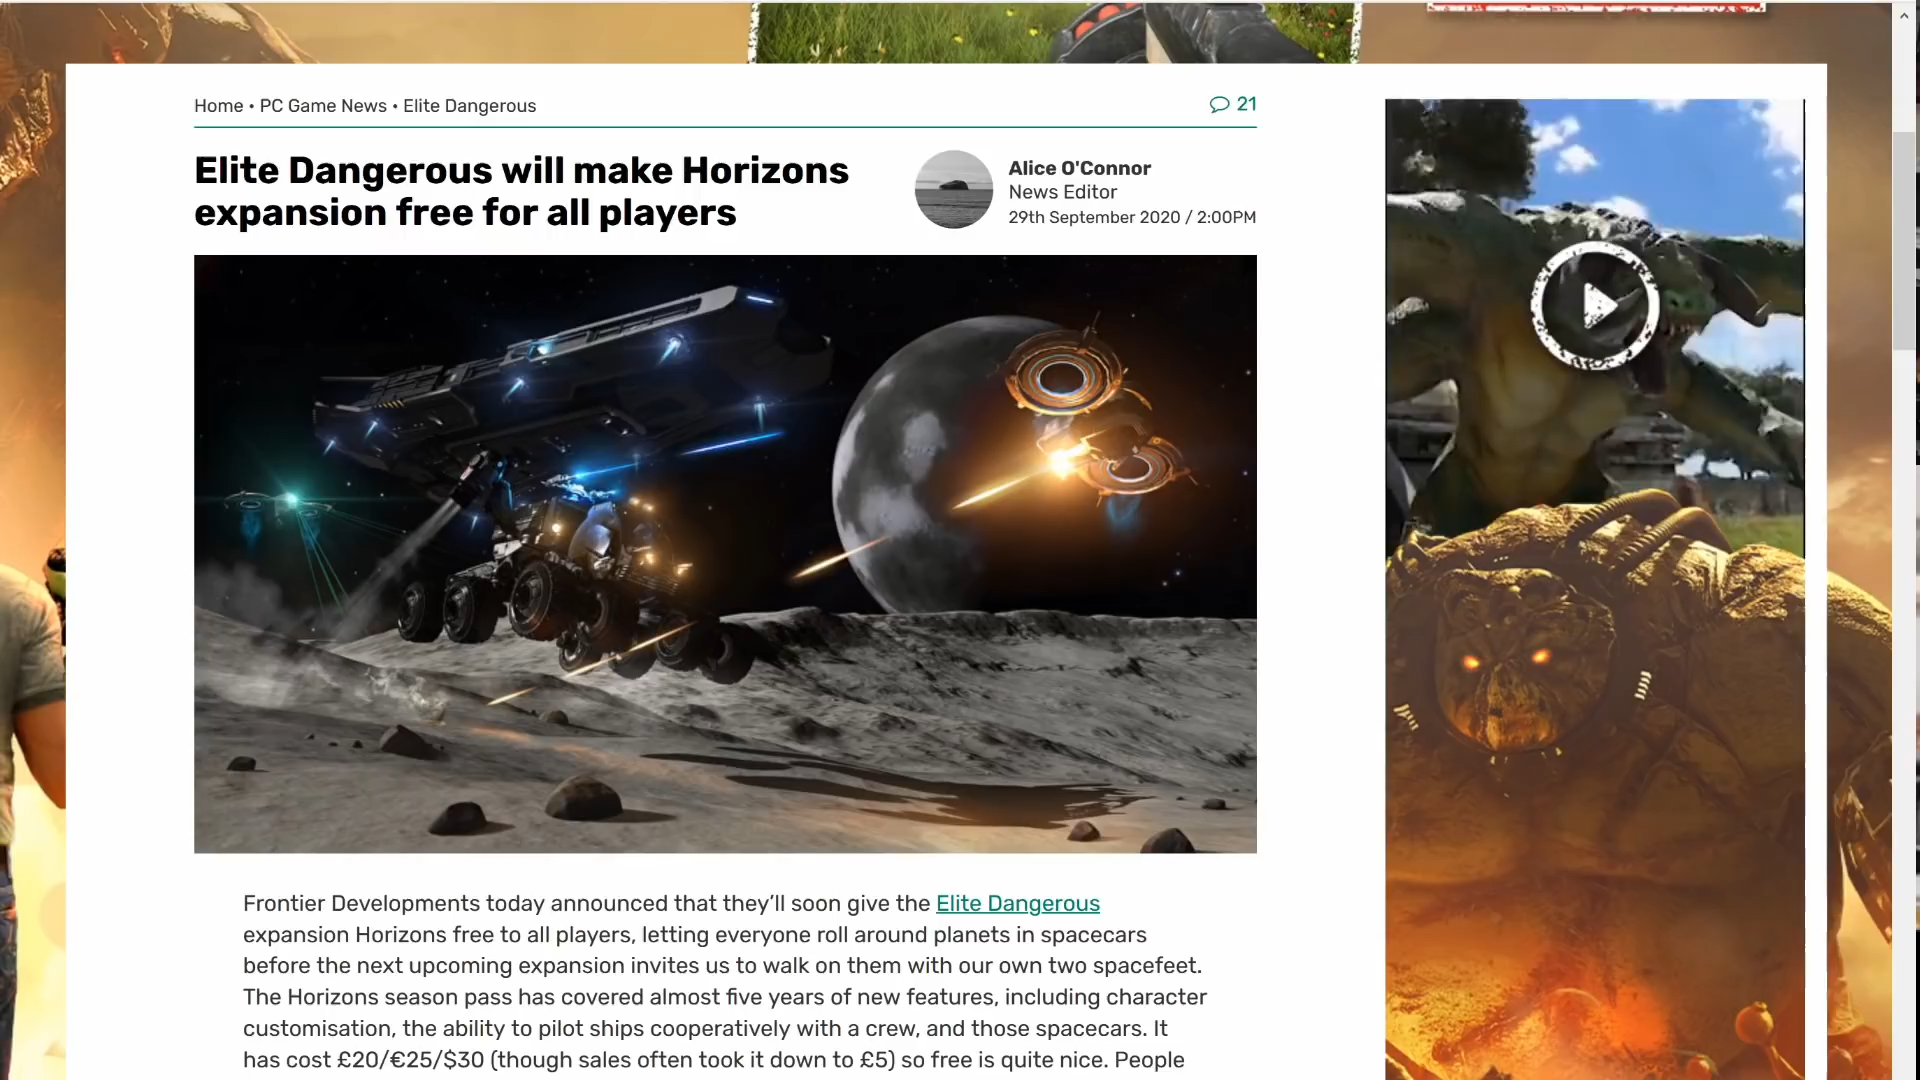 Home • PC Game News • Elite Dangerous
21
Elite Dangerous will make Horizons
expansion free for all players
Alice O'Connor
News Editor
29th September 2020 / 2:00PM
Frontier Developments today announced that they’ll soon give the Elite Dangerous
expansion Horizons free to all players, letting everyone roll around planets in spacecars
before the next upcoming expansion invites us to walk on them with our own two spacefeet.
The Horizons season pass has covered almost five years of new features, including character
customisation, the ability to pilot ships cooperatively with a crew, and those spacecars. It
has cost £20/€25/$30 (though sales often took it down to £5) so free is quite nice. People